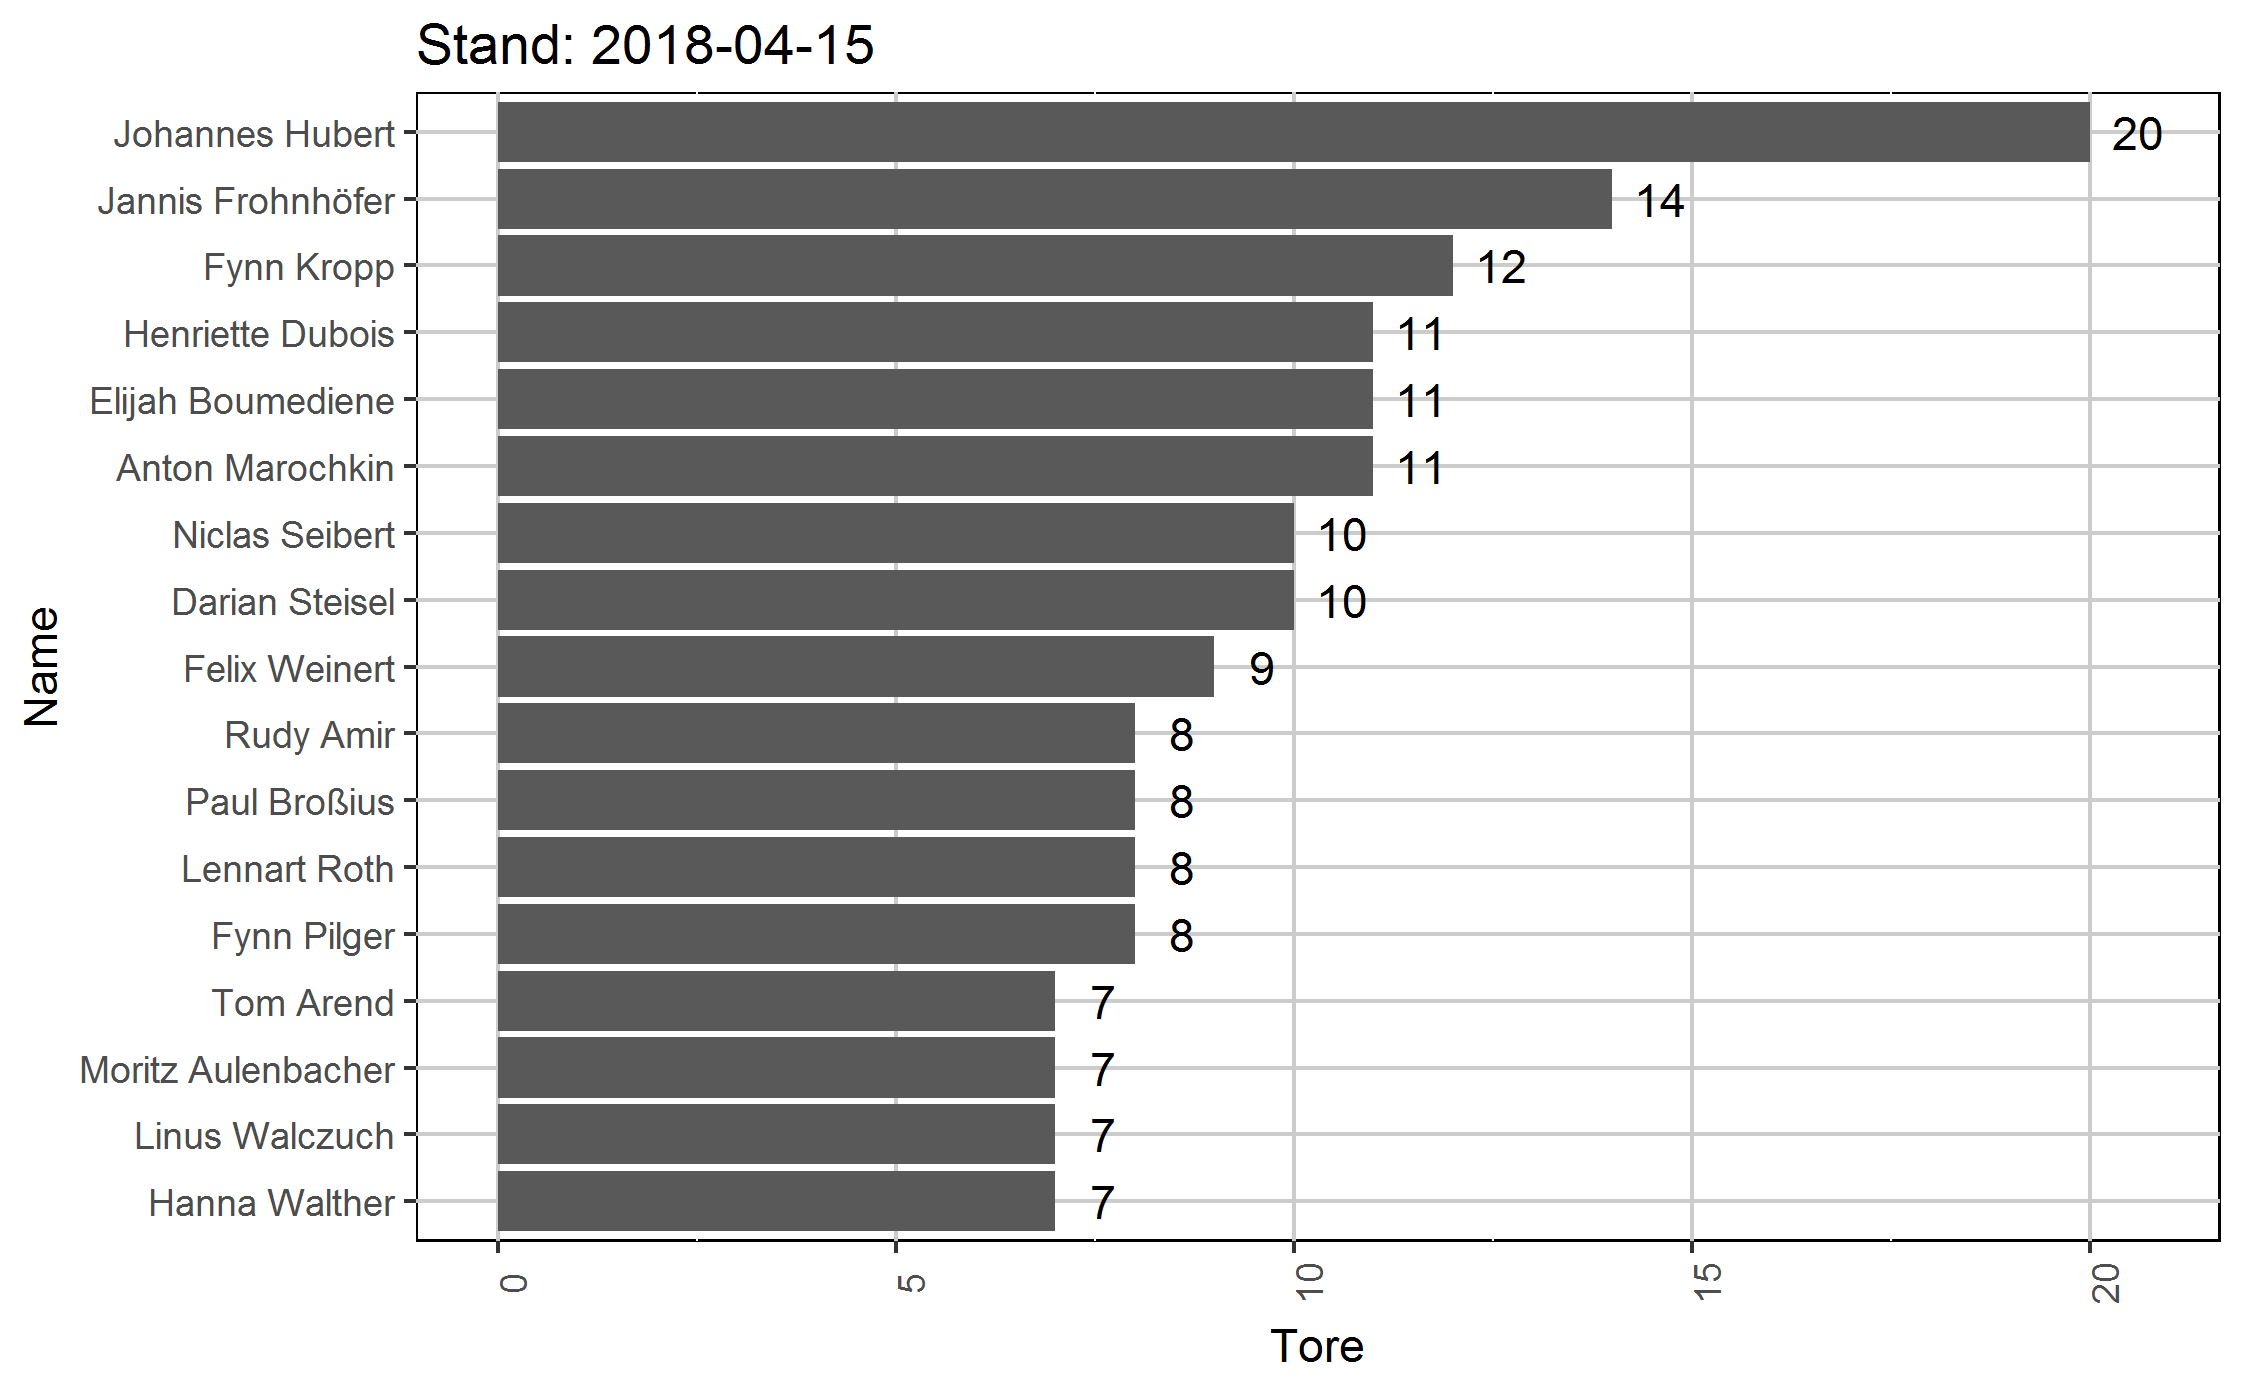 Stand: 2018-04-15
Johannes Hubert 20
Jannis Frohnhöfer 14
Fynn Kropp 12
Henriette Dubois 11
Elijah Boumediene 11
Anton Marochkin 11
Niclas Seibert 10
Darian Steisel 10
Felix Weinert 9
Rudy Amir 8
Paul Broßius 8
Lennart Roth 8
Fynn Pilger 8
Tom Arend 7
Moritz Aulenbacher 7
Linus Walczuch 7
Hanna Walther 7
Name
0 5 10 15 20
Tore